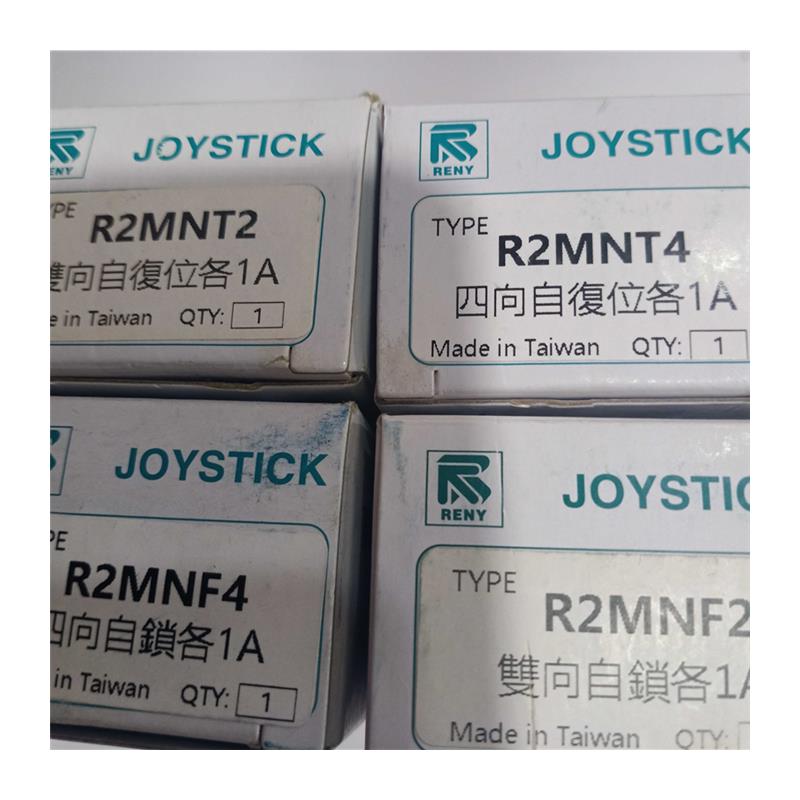 JOYSTICK
R2MNT2
雙向自復位各1A
in Taiwan QTY: 1
RENY
JOYSTICK
TYPE R2MNT4
四向自復位各1A
Made in Taiwan QTY: 1
JOYSTICK
R2MNF4
四向自鎖各1A
in Taiwan QTY: 1
RENY
JOYSTIC
TYPE R2MNF2
雙向自鎖各1A
Made in Taiwan QTY: